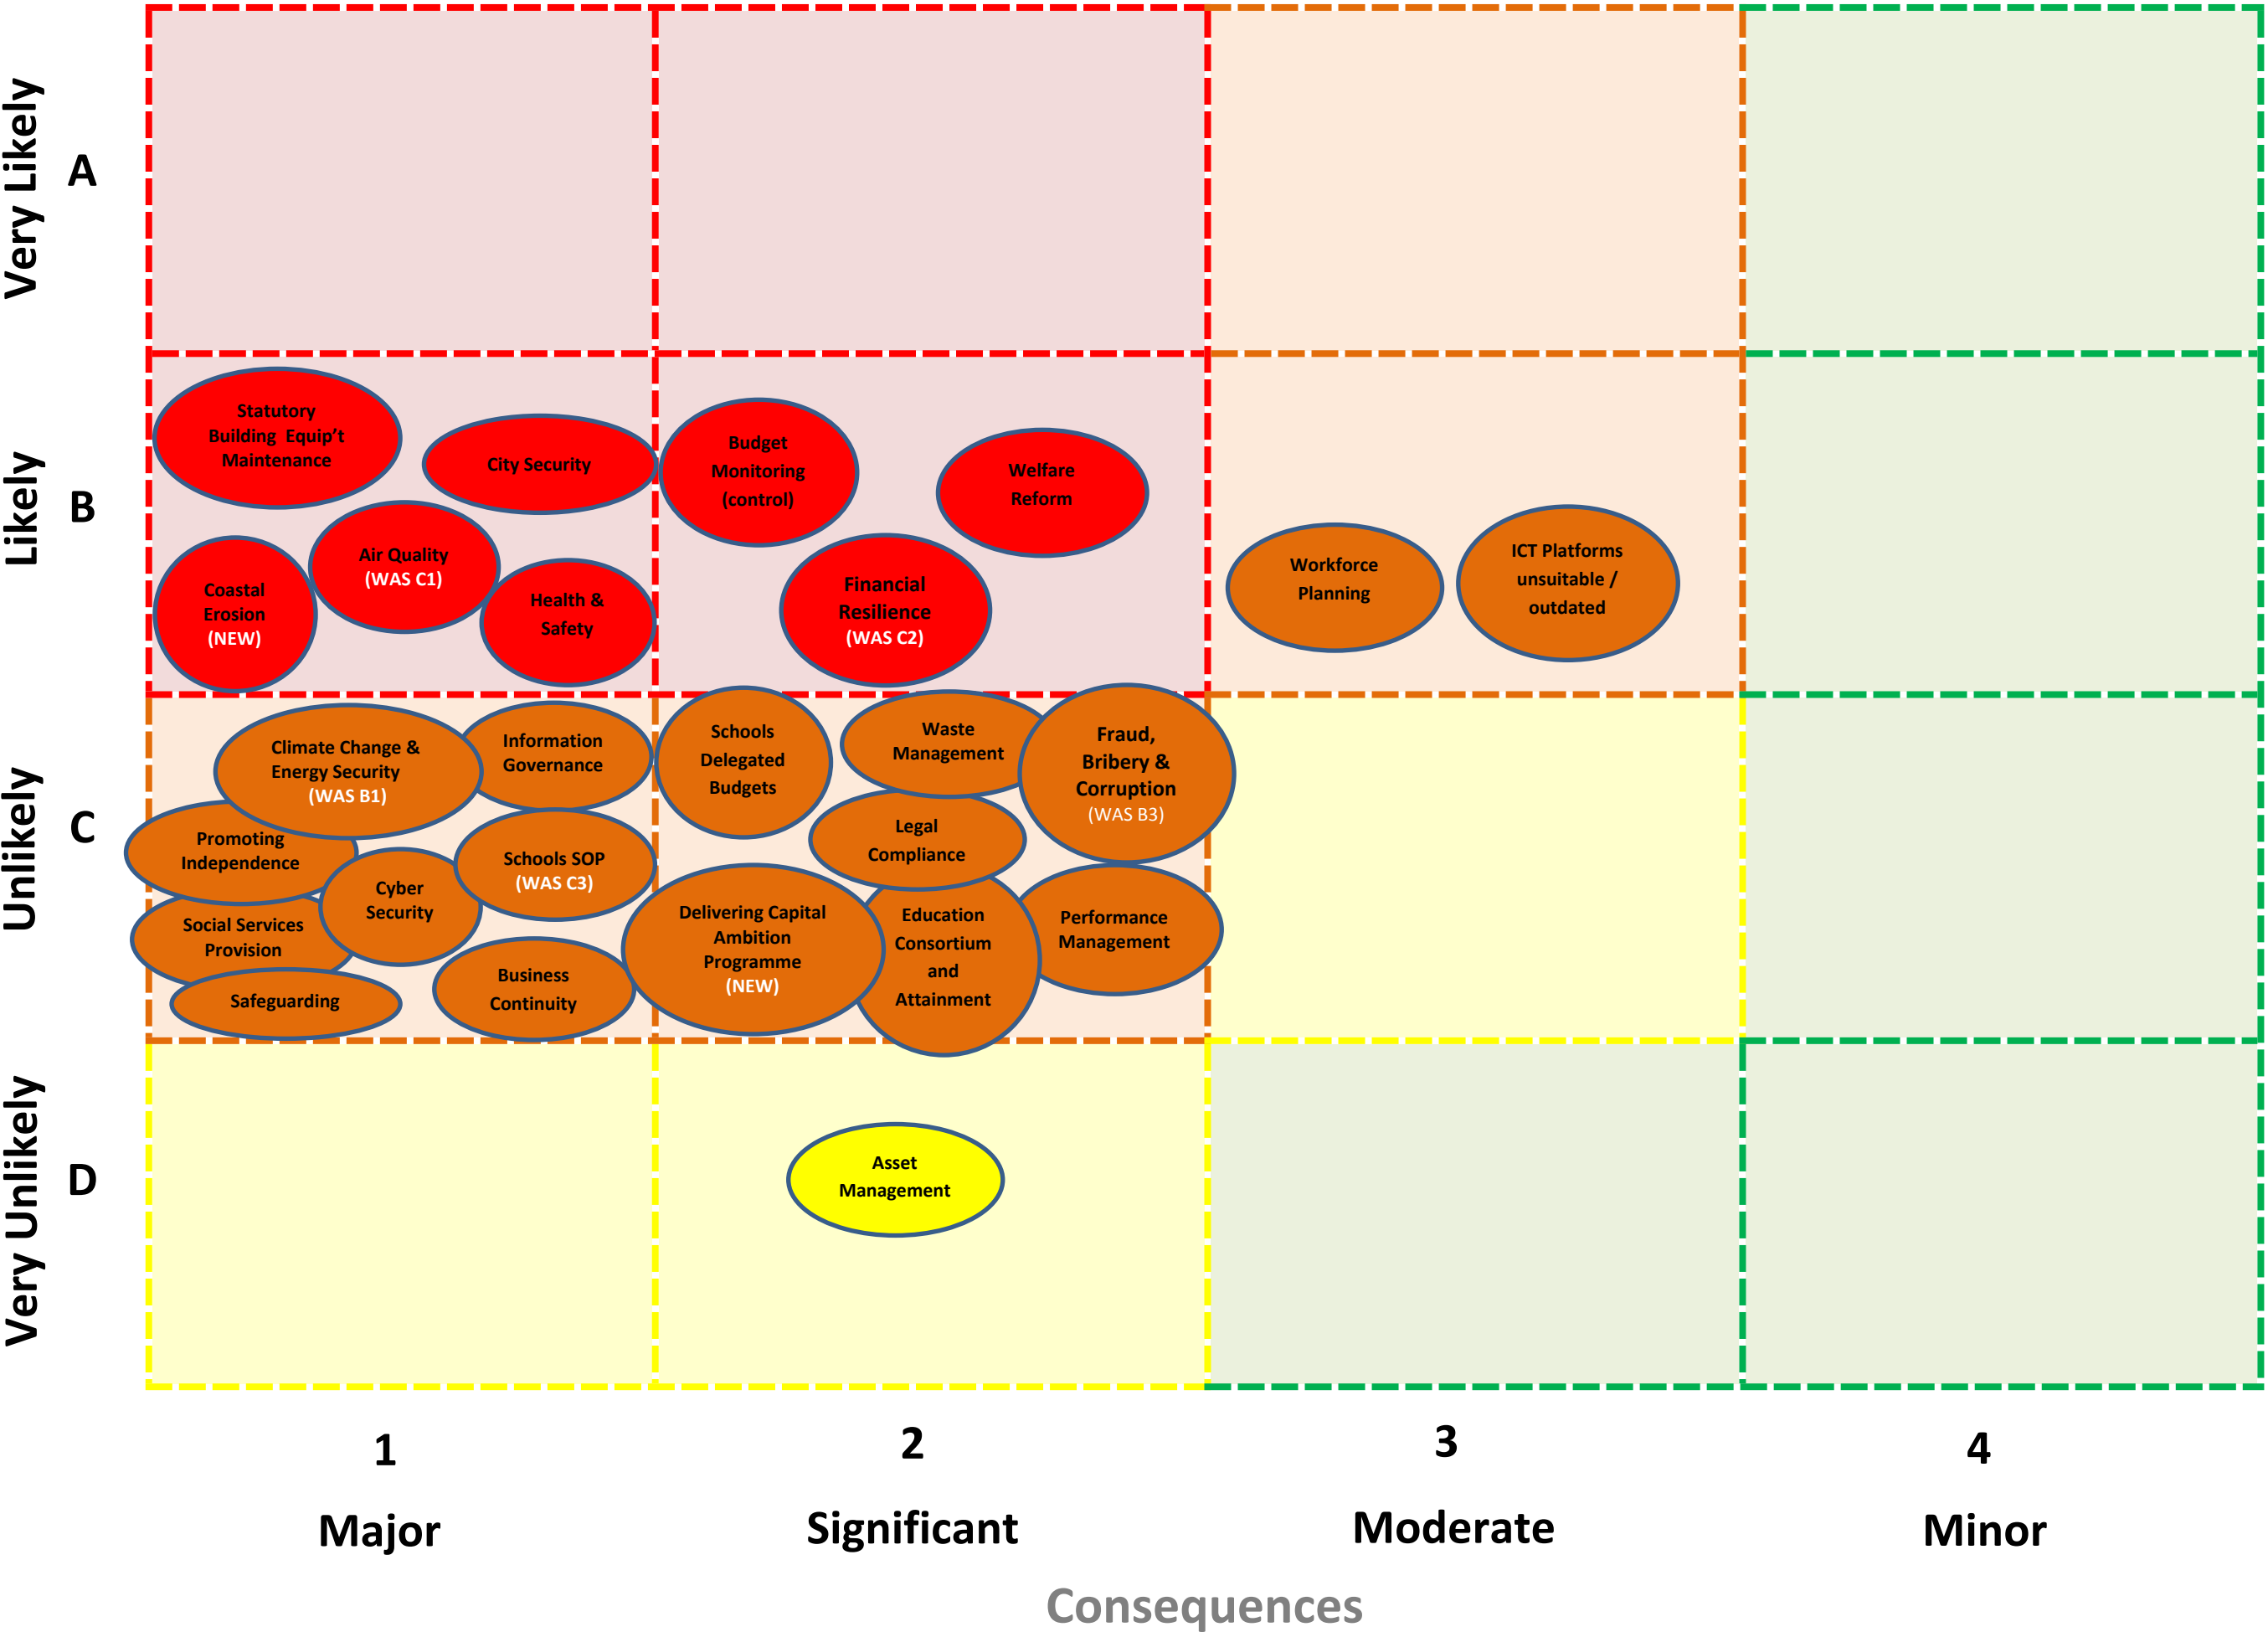 Very Likely
A
Likely
B
Statutory
Building Equip't
Maintenance
City Security
Air Quality
(WAS C1)
Coastal
Erosion
(NEW)
Health &
Safety
Budget
Monitoring
(control)
Welfare
Reform
Financial
Resilience
(WAS C2)
Workforce
Planning
ICT Platforms
unsuitable /
outdated
Unlikely
C
Climate Change &
Energy Security
(WAS B1)
Information
Governance
Promoting
Independence
Schools SOP
(WAS C3)
Cyber
Security
Social Services
Provision
Safeguarding
Business
Continuity
Schools
Delegated
Budgets
Waste
Management
Fraud,
Bribery &
Corruption
(WAS B3)
Legal
Compliance
Delivering Capital
Ambition
Programme
(NEW)
Education
Consortium
and
Attainment
Performance
Management
Very Unlikely
D
Asset
Management
1
2
3
4
Major
Significant
Moderate
Minor
Consequences